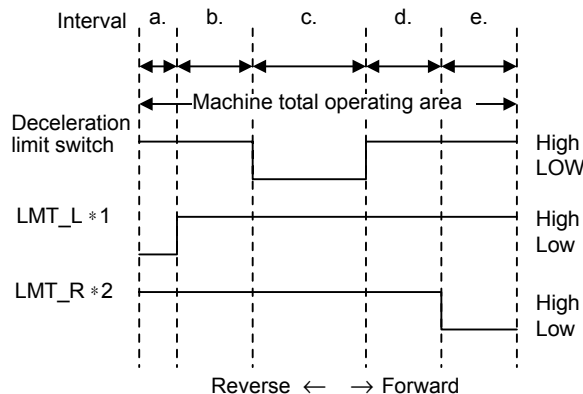 Interval a. b. c. d. e.
Machine total operating area
Deceleration
limit switch
High
LOW
LMT_L *1
High
Low
LMT_R *2
High
Low
Reverse ← → Forward